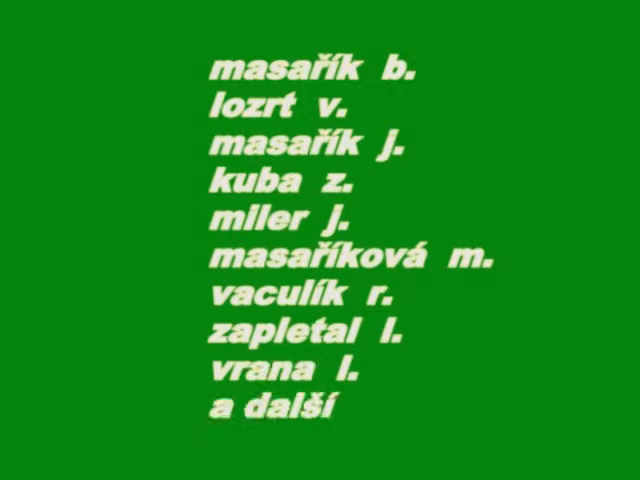 masařík b.
lozrt v.
masařík j.
kuba z.
miler j.
masaříková m.
vaculík r.
zapletal l.
vrana l.
a další